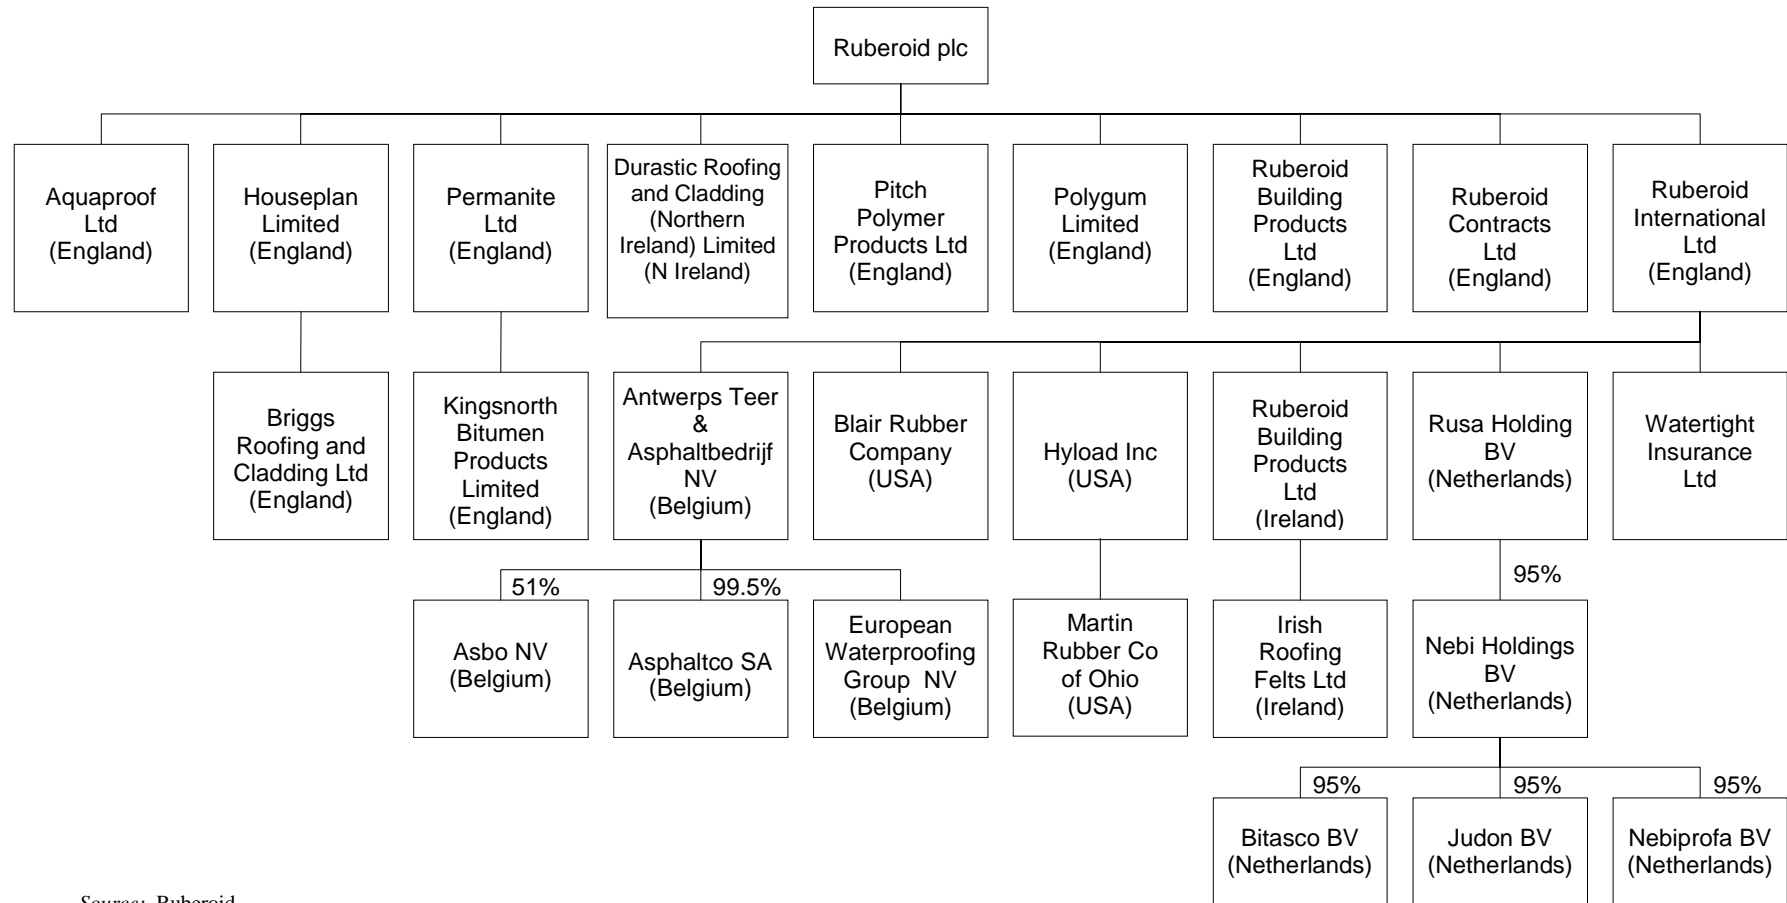 Ruberoid plc
Aquaproof
Ltd
(England)
Houseplan
Limited
(England)
Permanite
Ltd
(England)
Durastic Roofing
and Cladding
(Northern
Ireland) Limited
(N Ireland)
Pitch
Polymer
Products Ltd
(England)
Polygum
Limited
(England)
Ruberoid
Building
Products
Ltd
(England)
Ruberoid
Contracts
Ltd
(England)
Ruberoid
International
Ltd
(England)
Briggs
Roofing and
Cladding Ltd
(England)
Kingsnorth
Bitumen
Products
Limited
(England)
Antwerps Teer
&
Asphaltbedrijf
NV
(Belgium)
Blair Rubber
Company
(USA)
Hyload Inc
(USA)
Ruberoid
Building
Products
Ltd
(Ireland)
Rusa Holding
BV
(Netherlands)
Watertight
Insurance
Ltd
51%
99.5%
95%
Asbo NV
(Belgium)
Asphaltco SA
(Belgium)
European
Waterproofing
Group NV
(Belgium)
Martin
Rubber Co
of Ohio
(USA)
Irish
Roofing
Felts Ltd
(Ireland)
Nebi Holdings
BV
(Netherlands)
95%
95%
95%
Bitasco BV
(Netherlands)
Judon BV
(Netherlands)
Nebiprofa BV
(Netherlands)
Source: Ruberoid